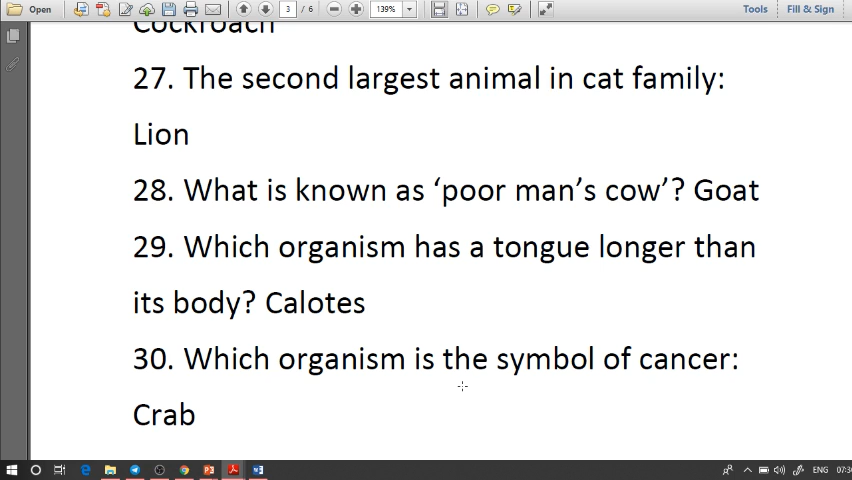 Open
3 / 6
139%
Tools
Fill & Sign
Cockroach
27. The second largest animal in cat family:
Lion
28. What is known as ‘poor man’s cow’? Goat
29. Which organism has a tongue longer than
its body? Calotes
30. Which organism is the symbol of cancer:
Crab
ENG